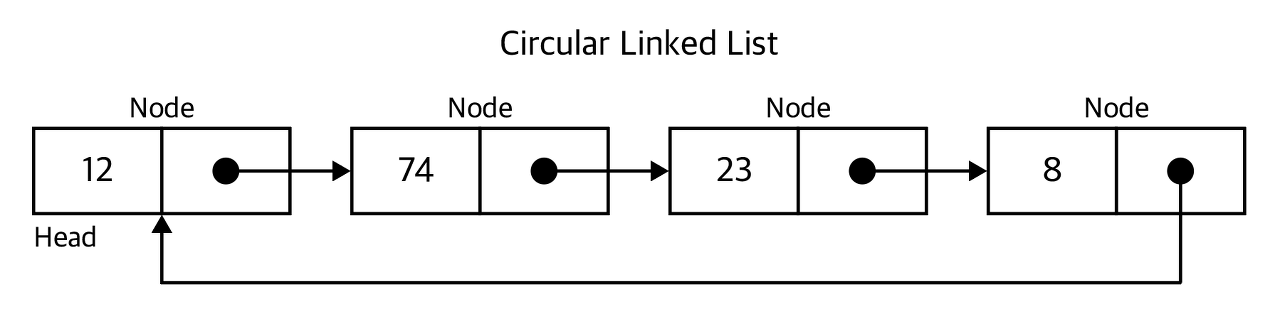 Circular Linked List
Node Node Node Node
12 74 23 8
Head